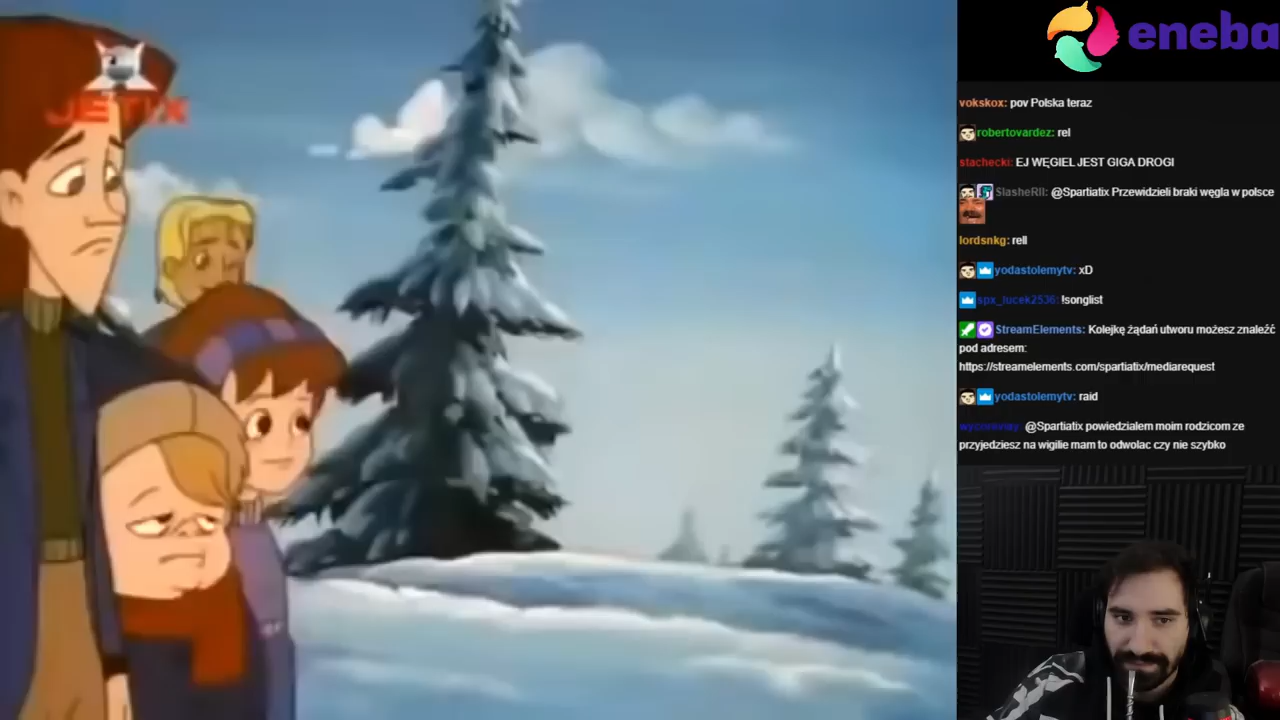 JETIX
eneba
vokskox: pov Polska teraz
robertovardez: rel
stachecki: EJ WĘGIEL JEST GIGA DROGI
SlasheRII: @Spartiatix Przewidzieli braki węgla w polsce
lordsnkg: rell
yodastolemytv: xD
spx_lucek2536: !songlist
StreamElements: Kolejkę żądań utworu możesz znaleźć
pod adresem:
https://streamelements.com/spartiatix/mediarequest
yodastolemytv: raid
@Spartiatix powiedzialem moim rodzicom ze
przyjedziesz na wigilie mam to odwolac czy nie szybko